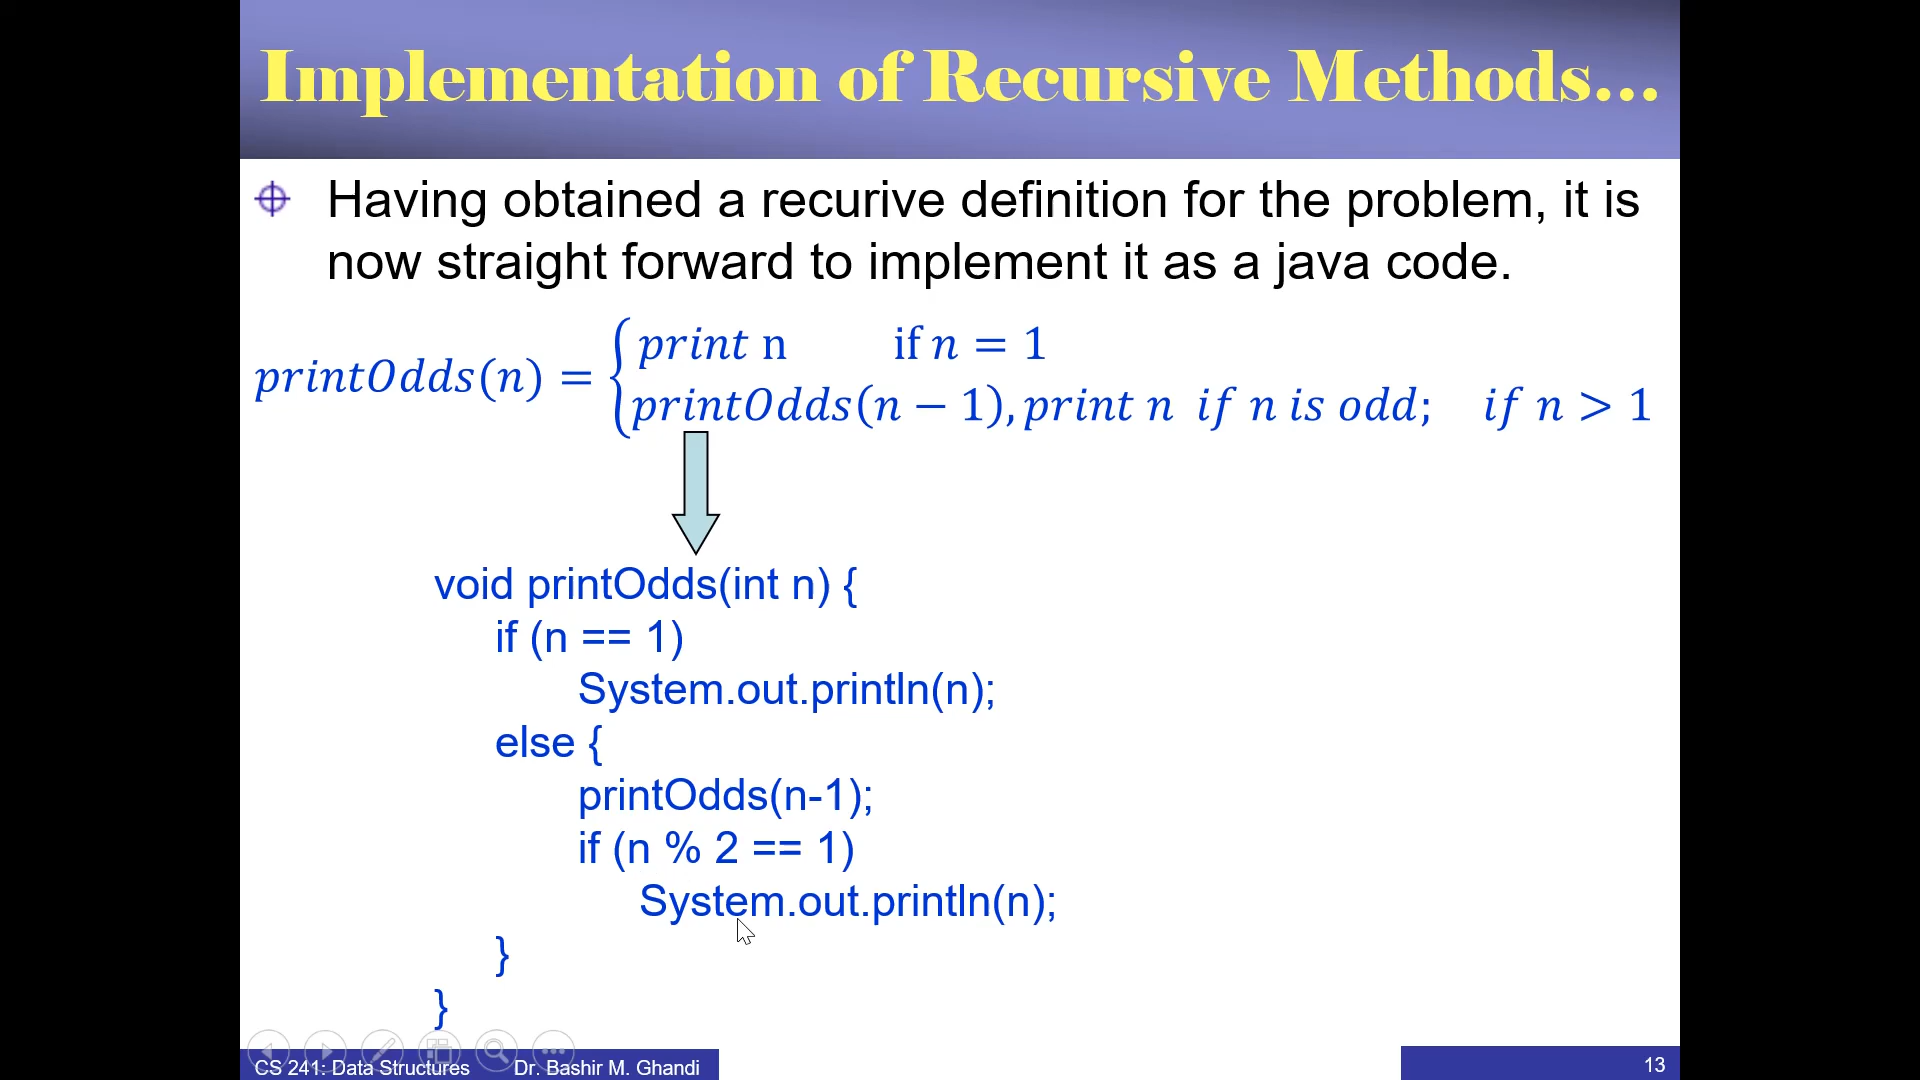 Implementation of Recursive Methods...
Having obtained a recurive definition for the problem, it is
now straight forward to implement it as a java code.
printOdds(n) = { print n if n = 1
printOdds(n − 1), print n if n is odd; if n > 1
void printOdds(int n) {
if (n == 1)
System.out.println(n);
else {
printOdds(n-1);
if (n % 2 == 1)
System.out.println(n);
}
}
CS 241: Data Structures Dr. Bashir M. Ghandi
13